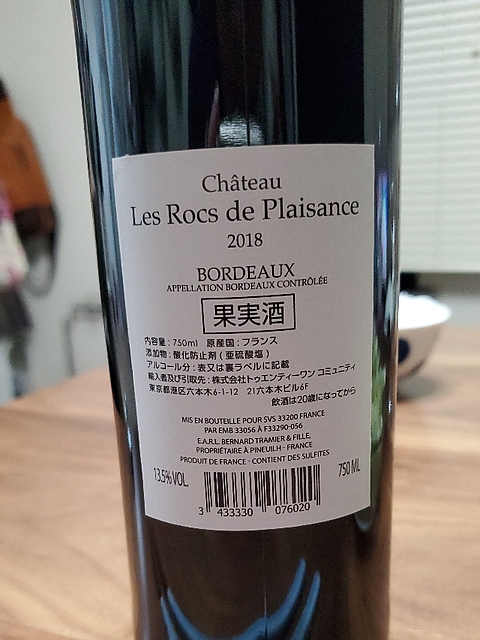 Château
Les Rocs de Plaisance
2018
BORDEAUX
APPELLATION BORDEAUX CONTRÔLÉE
果実酒
内容量：750ml 原産国：フランス
添加物：酸化防止剤（亜硫酸塩）
アルコール分：表又は裏ラベルに記載
輸入者及び引取先：株式会社トゥエンティーワン コミュニティ
東京都港区六本木6-1-12 21六本木ビル6F
飲酒は20歳になってから
MIS EN BOUTEILLE POUR SVS 33200 FRANCE
PAR EMB 33056 À F33290-056
E.A.R.L. BERNARD TRAMIER & FILLE,
PROPRIÉTAIRE À PINEUILH - FRANCE
PRODUIT DE FRANCE - CONTIENT DES SULFITES
13.5% VOL.
750 ML
3 433330 076020